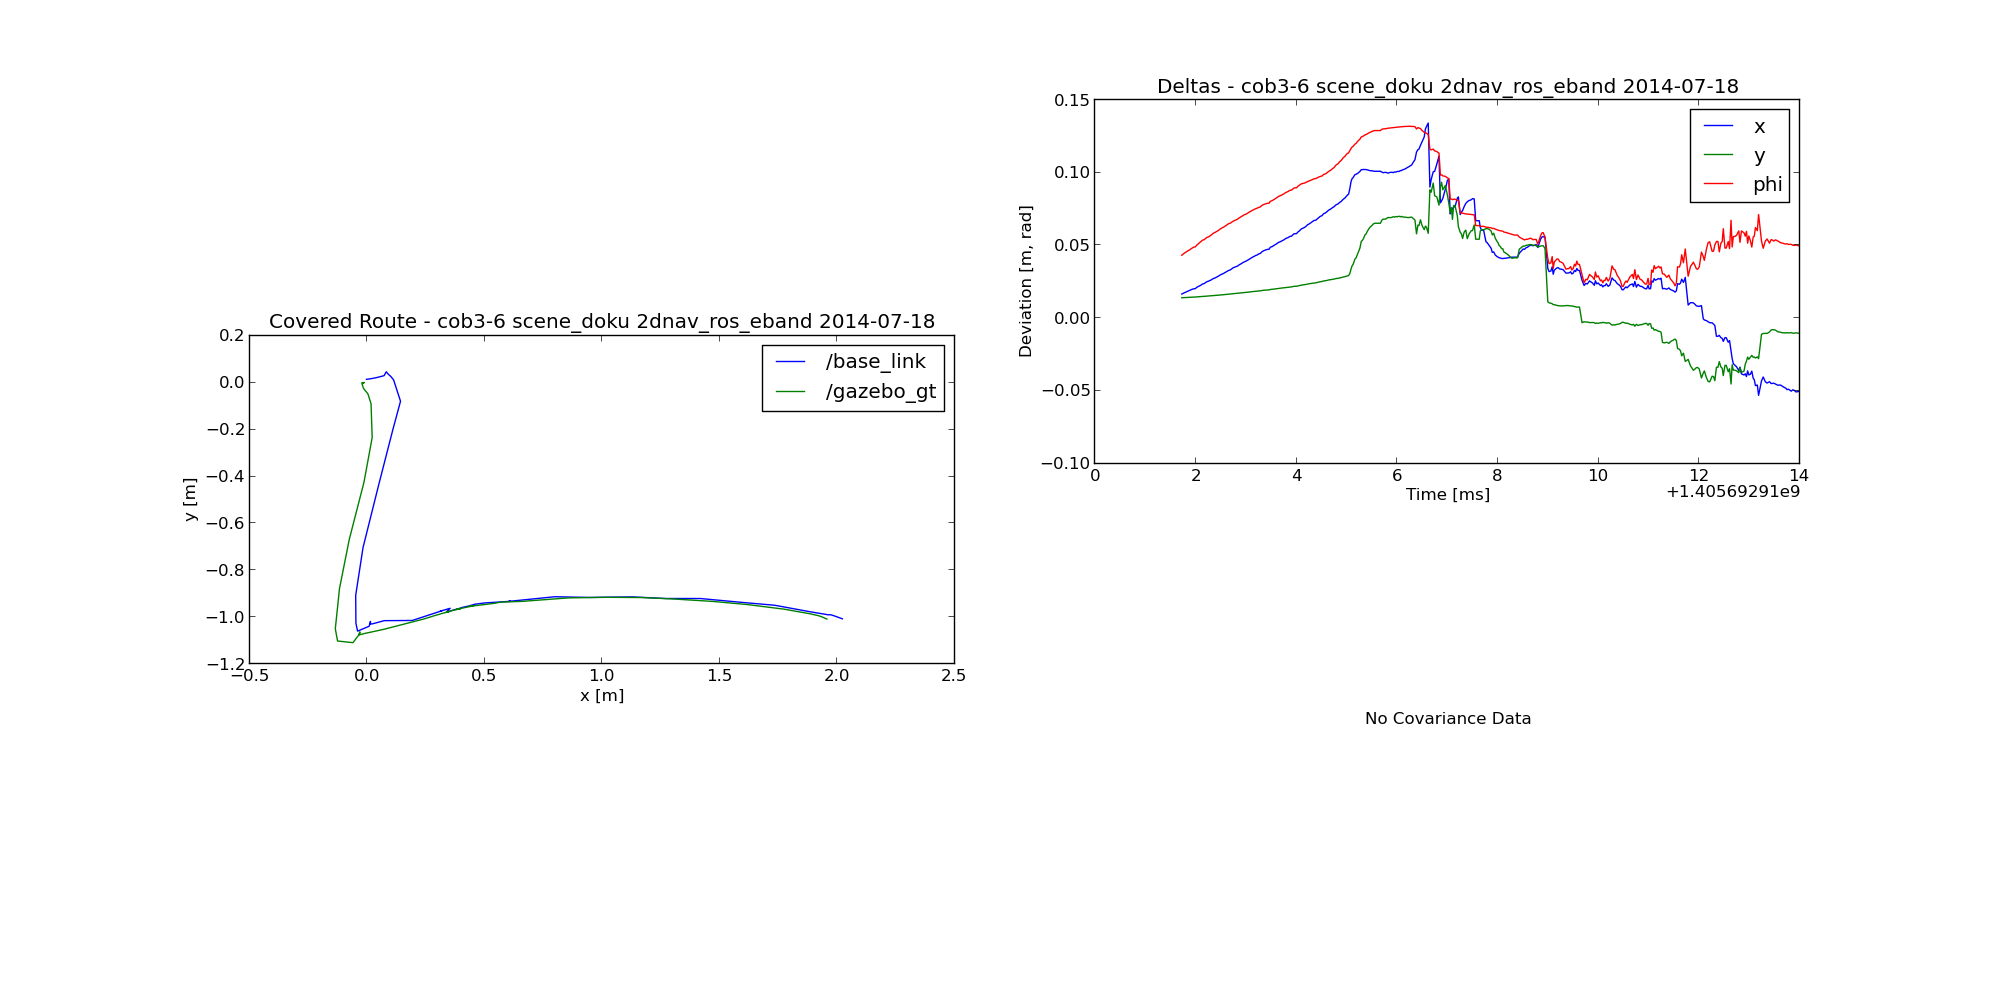 Covered Route - cob3-6 scene_doku 2dnav_ros_eband 2014-07-18
/base_link
/gazebo_gt
0.2
0.0
−0.2
−0.4
−0.6
−0.8
−1.0
−1.2
y [m]
−0.5
0.0
0.5
1.0
1.5
2.0
2.5
x [m]
Deltas - cob3-6 scene_doku 2dnav_ros_eband 2014-07-18
x
y
phi
0.15
0.10
0.05
0.00
−0.05
−0.10
Deviation [m, rad]
0
2
4
6
8
10
12
14
Time [ms]
+1.40569291e9
No Covariance Data